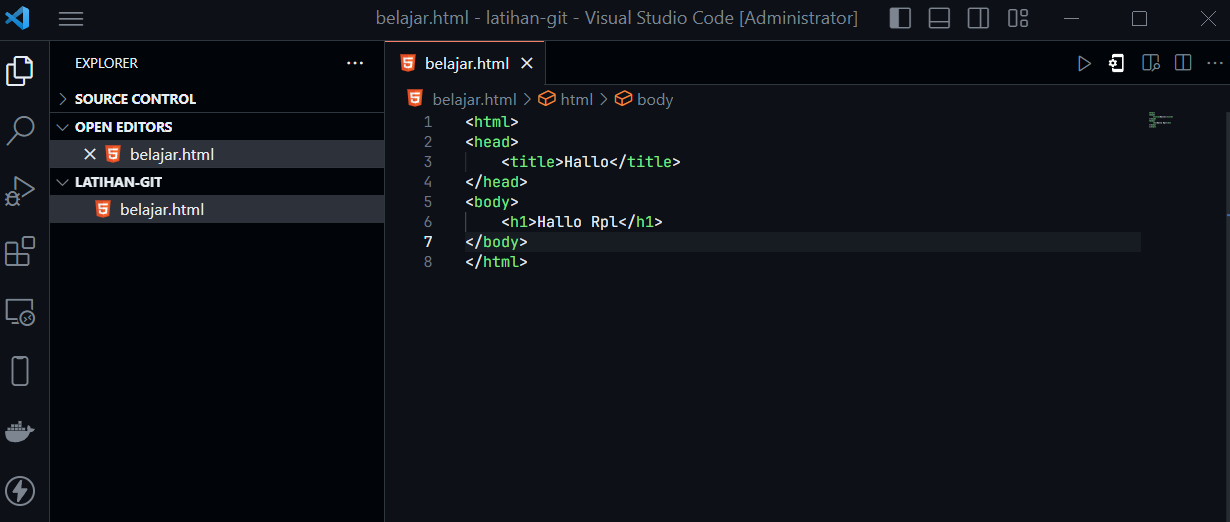 belajar.html - latihan-git - Visual Studio Code [Administrator]
EXPLORER
SOURCE CONTROL
OPEN EDITORS
belajar.html
LATIHAN-GIT
belajar.html
belajar.html
belajar.html > html > body
1 <html>
2 <head>
3     <title>Hallo</title>
4 </head>
5 <body>
6     <h1>Hallo Rpl</h1>
7 </body>
8 </html>